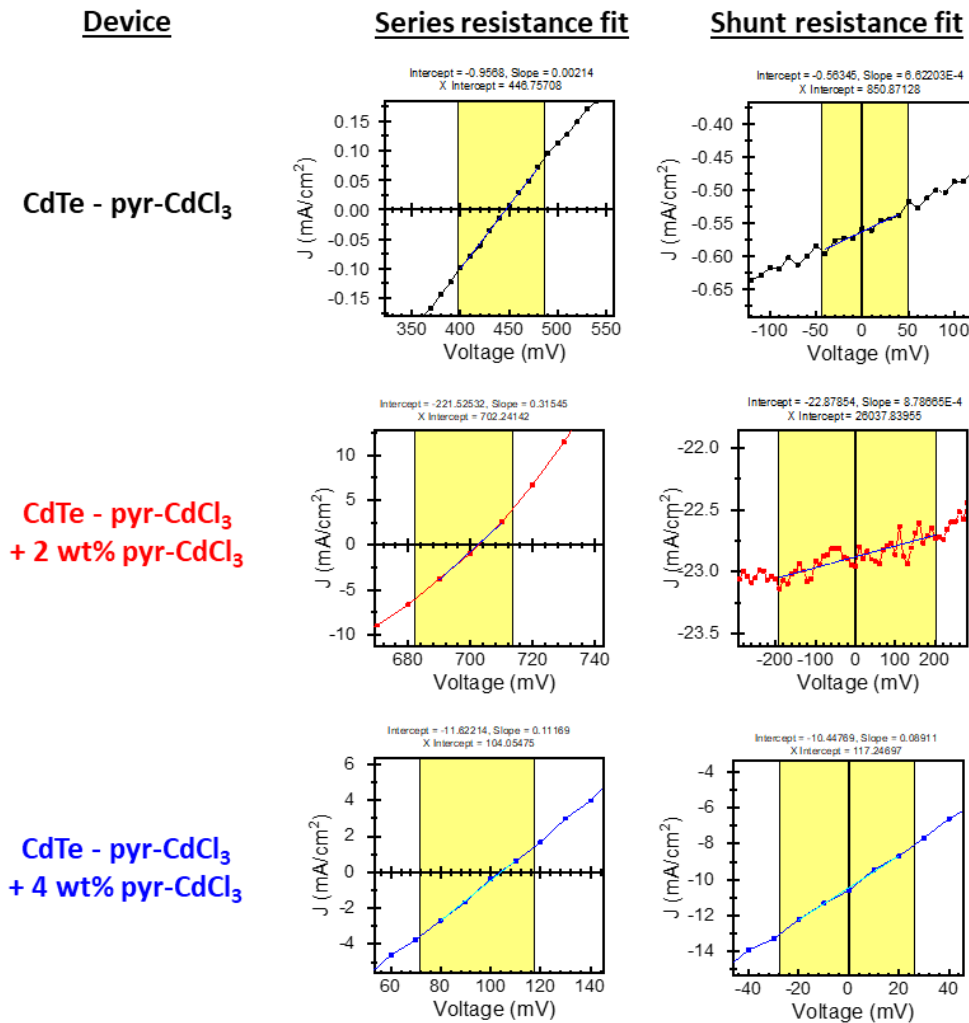 Device
Series resistance fit
Shunt resistance fit
CdTe - pyr-CdCl₃
Intercept = -0.9568, Slope = 0.00214
X Intercept = 446.75708
J (mA/cm²)
0.15
0.10
0.05
0.00
-0.05
-0.10
-0.15
350 400 450 500 550
Voltage (mV)
Intercept = -0.56345, Slope = 6.62203E-4
X Intercept = 850.87128
J (mA/cm²)
-0.40
-0.45
-0.50
-0.55
-0.60
-0.65
-100 -50 0 50 100
Voltage (mV)
CdTe - pyr-CdCl₃
+ 2 wt% pyr-CdCl₃
Intercept = -221.52532, Slope = 0.31545
X Intercept = 702.24142
J (mA/cm²)
10
5
0
-5
-10
680 700 720 740
Voltage (mV)
Intercept = -22.87854, Slope = 8.78665E-4
X Intercept = 26037.83955
J (mA/cm²)
-22.0
-22.5
-23.0
-23.5
-200 -100 0 100 200
Voltage (mV)
CdTe - pyr-CdCl₃
+ 4 wt% pyr-CdCl₃
Intercept = -11.62214, Slope = 0.11169
X Intercept = 104.05475
J (mA/cm²)
6
4
2
0
-2
-4
60 80 100 120 140
Voltage (mV)
Intercept = -10.44769, Slope = 0.08911
X Intercept = 117.24697
J (mA/cm²)
-4
-6
-8
-10
-12
-14
-40 -20 0 20 40
Voltage (mV)